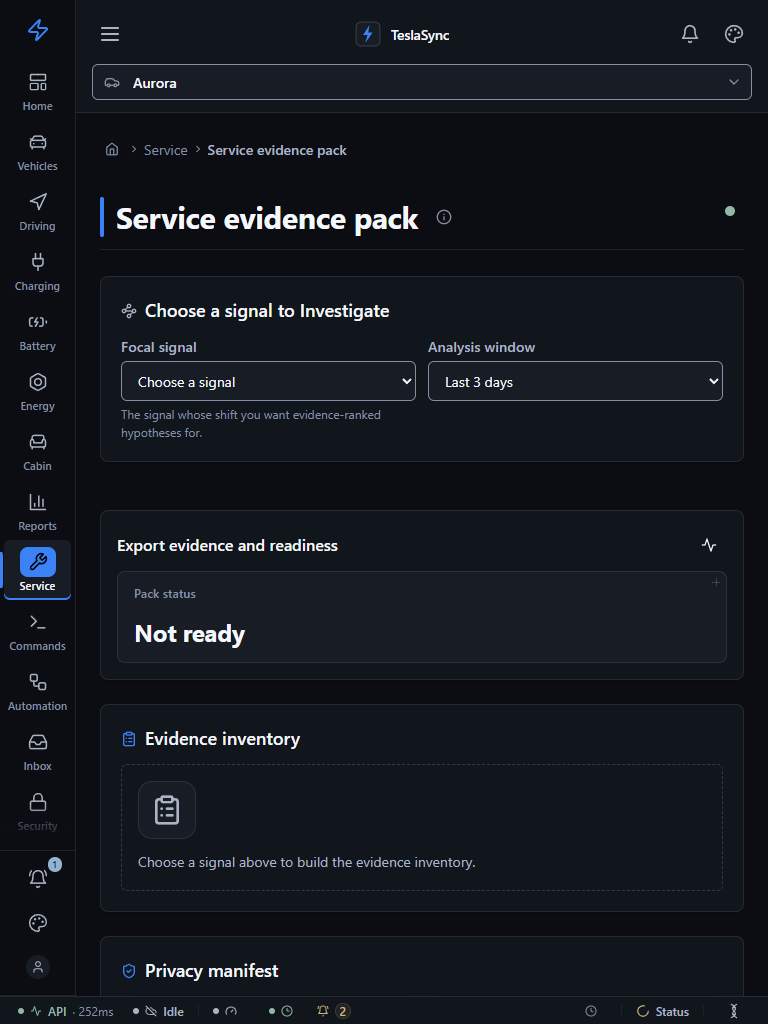 TeslaSync
Aurora
Home
Vehicles
Driving
Charging
Battery
Energy
Cabin
Reports
Service
Commands
Automation
Inbox
Security
1
Service
Service evidence pack
Service evidence pack
Choose a signal to Investigate
Focal signal
Analysis window
Choose a signal
Last 3 days
The signal whose shift you want evidence-ranked
hypotheses for.
Export evidence and readiness
Pack status
Not ready
Evidence inventory
Choose a signal above to build the evidence inventory.
Privacy manifest
API · 252ms
Idle
2
Status